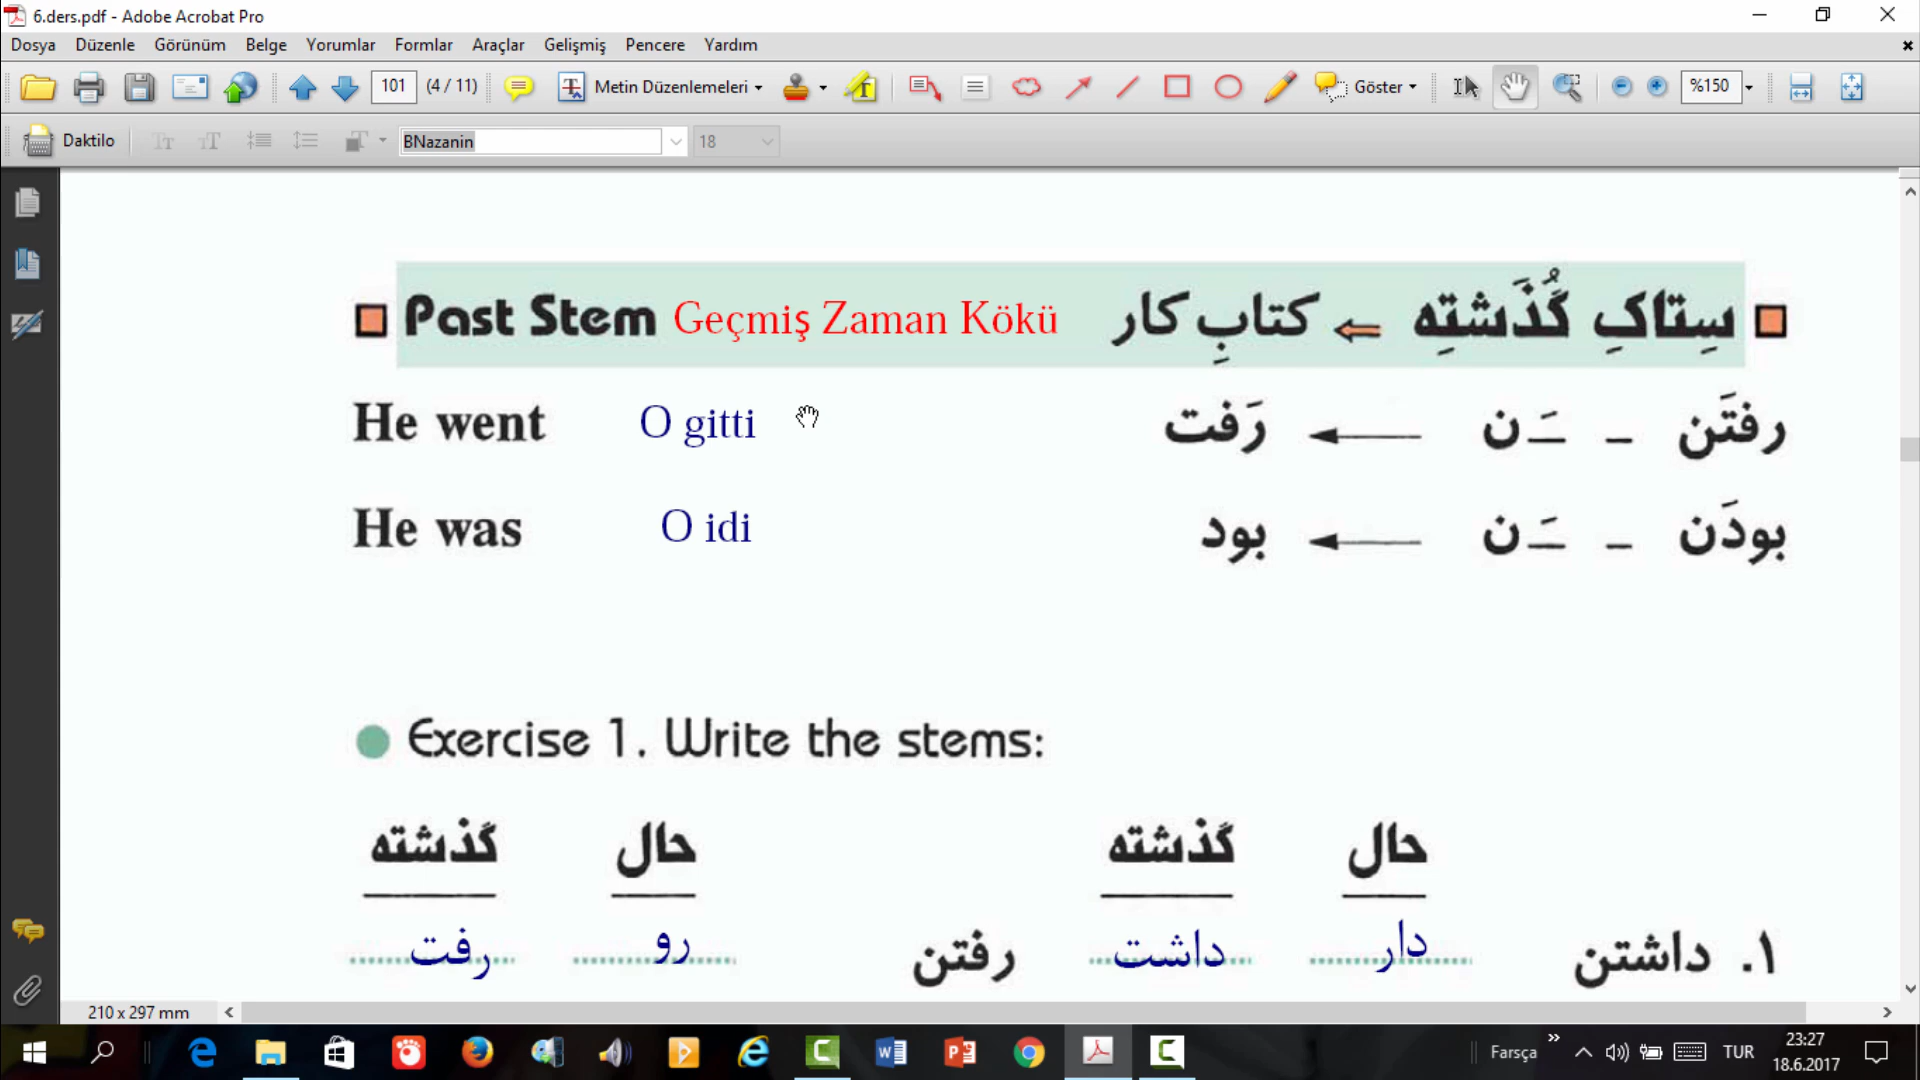 6.ders.pdf - Adobe Acrobat Pro
Dosya Düzenle Görünüm Belge Yorumlar Formlar Araçlar Gelişmiş Pencere Yardım
101 (4 / 11) Metin Düzenlemeleri Göster %150
Daktilo BNazanin 18
Past Stem Geçmiş Zaman Kökü سِتاکِ گُذَشتِه ⇐ کتابِ کار
He went O gitti رفتَن – ـَ ن ← رَفت
He was O idi بودَن – ـَ ن ← بود
Exercise 1. Write the stems:
حال گذشته حال گذشته
۱. داشتن دار داشت رفتن رو رفت
210 x 297 mm
Farsça TUR 23:27
18.6.2017